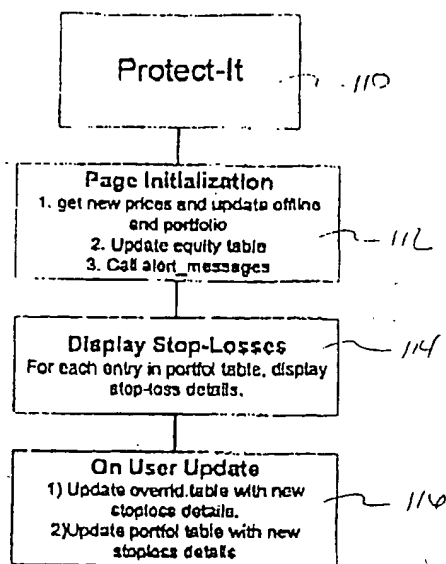 Protect-It
110
Page Initialization
1. get new prices and update offline
and portfolio
2. Update equity table
3. Call alert_messages
112
Display Stop-Losses
For each entry in portfol table, display
stop-loss details.
114
On User Update
1) Update overrid.table with new
stoploss details.
2)Update portfol table with new
stoploss details
116